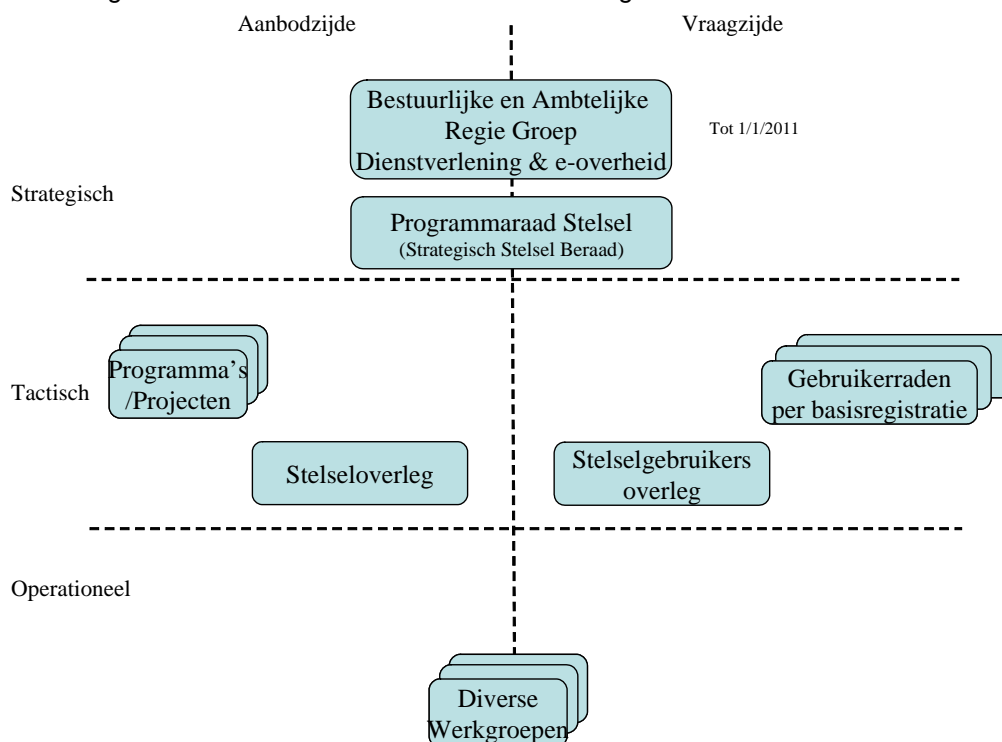 Aanbodzijde
Vraagzijde
Bestuurlijke en Ambtelijke
Regie Groep
Dienstverlening & e-overheid
Tot 1/1/2011
Strategisch
Programmaraad Stelsel
(Strategisch Stelsel Beraad)
Programma's
/Projecten
Tactisch
Gebruikerraden
per basisregistratie
Stelseloverleg
Stelselgebruikers
overleg
Operationeel
Diverse
Werkgroepen